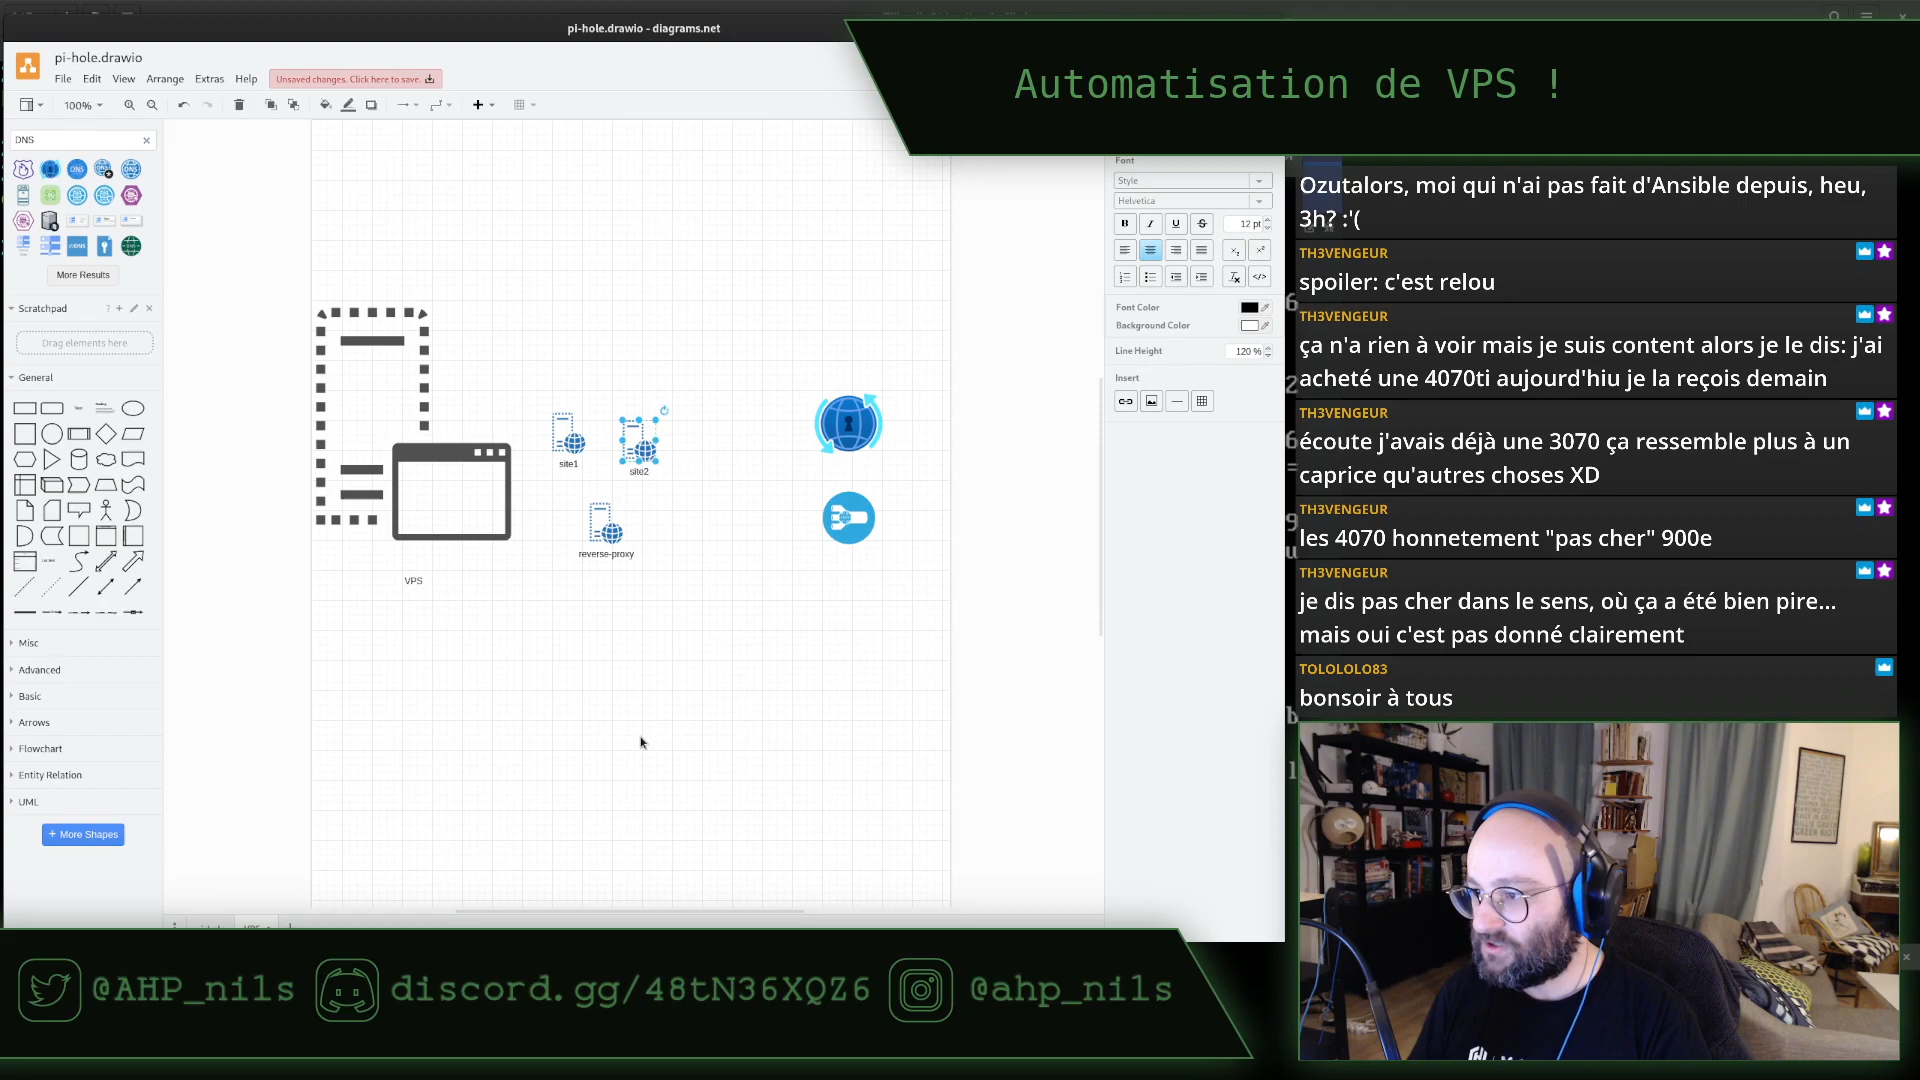 pi-hole.drawio - diagrams.net
pi-hole.drawio
File Edit View Arrange Extras Help Unsaved changes. Click here to save.
100%
DNS
More Results
Scratchpad
Drag elements here
General
Misc
Advanced
Basic
Arrows
Flowchart
Entity Relation
UML
+ More Shapes
site1
site2
reverse-proxy
VPS
Font
Style
Helvetica
B I U S 12 pt
Font Color
Background Color
Line Height 120 %
Insert
Automatisation de VPS !
Ozutalors, moi qui n'ai pas fait d'Ansible depuis, heu,
3h? :'(
TH3VENGEUR
spoiler: c'est relou
TH3VENGEUR
ça n'a rien à voir mais je suis content alors je le dis: j'ai
acheté une 4070ti aujourd'hiu je la reçois demain
TH3VENGEUR
écoute j'avais déjà une 3070 ça ressemble plus à un
caprice qu'autres choses XD
TH3VENGEUR
les 4070 honnetement "pas cher" 900e
TH3VENGEUR
je dis pas cher dans le sens, où ça a été bien pire...
mais oui c'est pas donné clairement
TOLOLOLO83
bonsoir à tous
@AHP_nils discord.gg/48tN36XQZ6 @ahp_nils